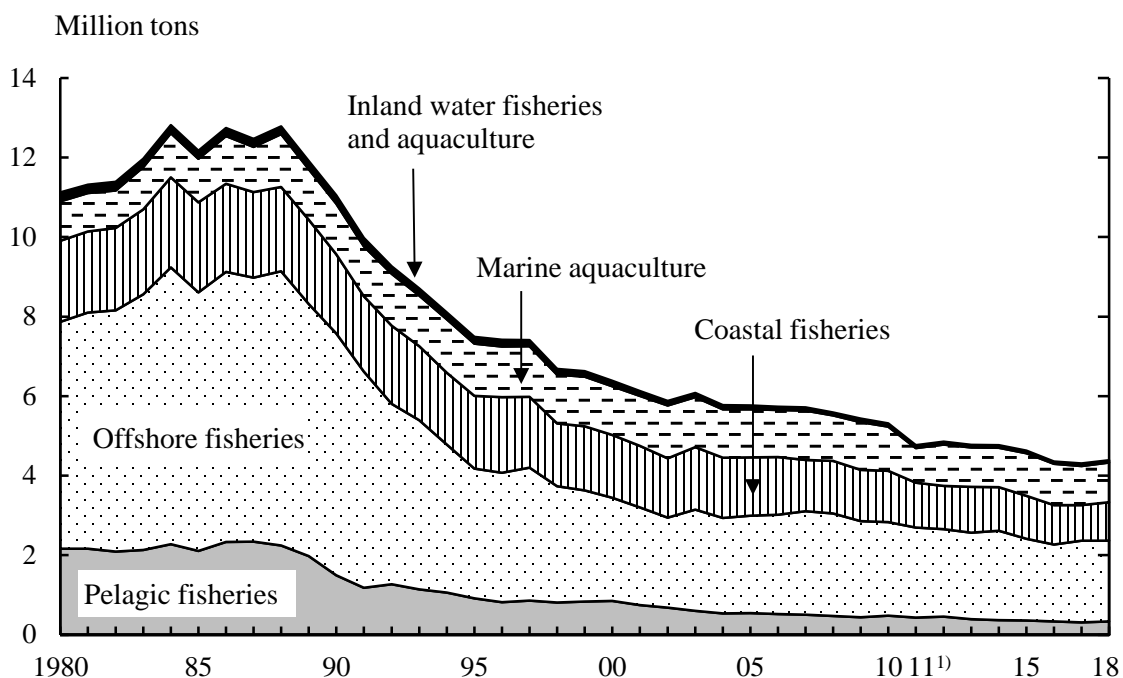 Million tons
14
12
10
8
6
4
2
0
Inland water fisheries
and aquaculture
Marine aquaculture
Coastal fisheries
Offshore fisheries
Pelagic fisheries
1980 85 90 95 00 05 10 11¹⁾ 15 18